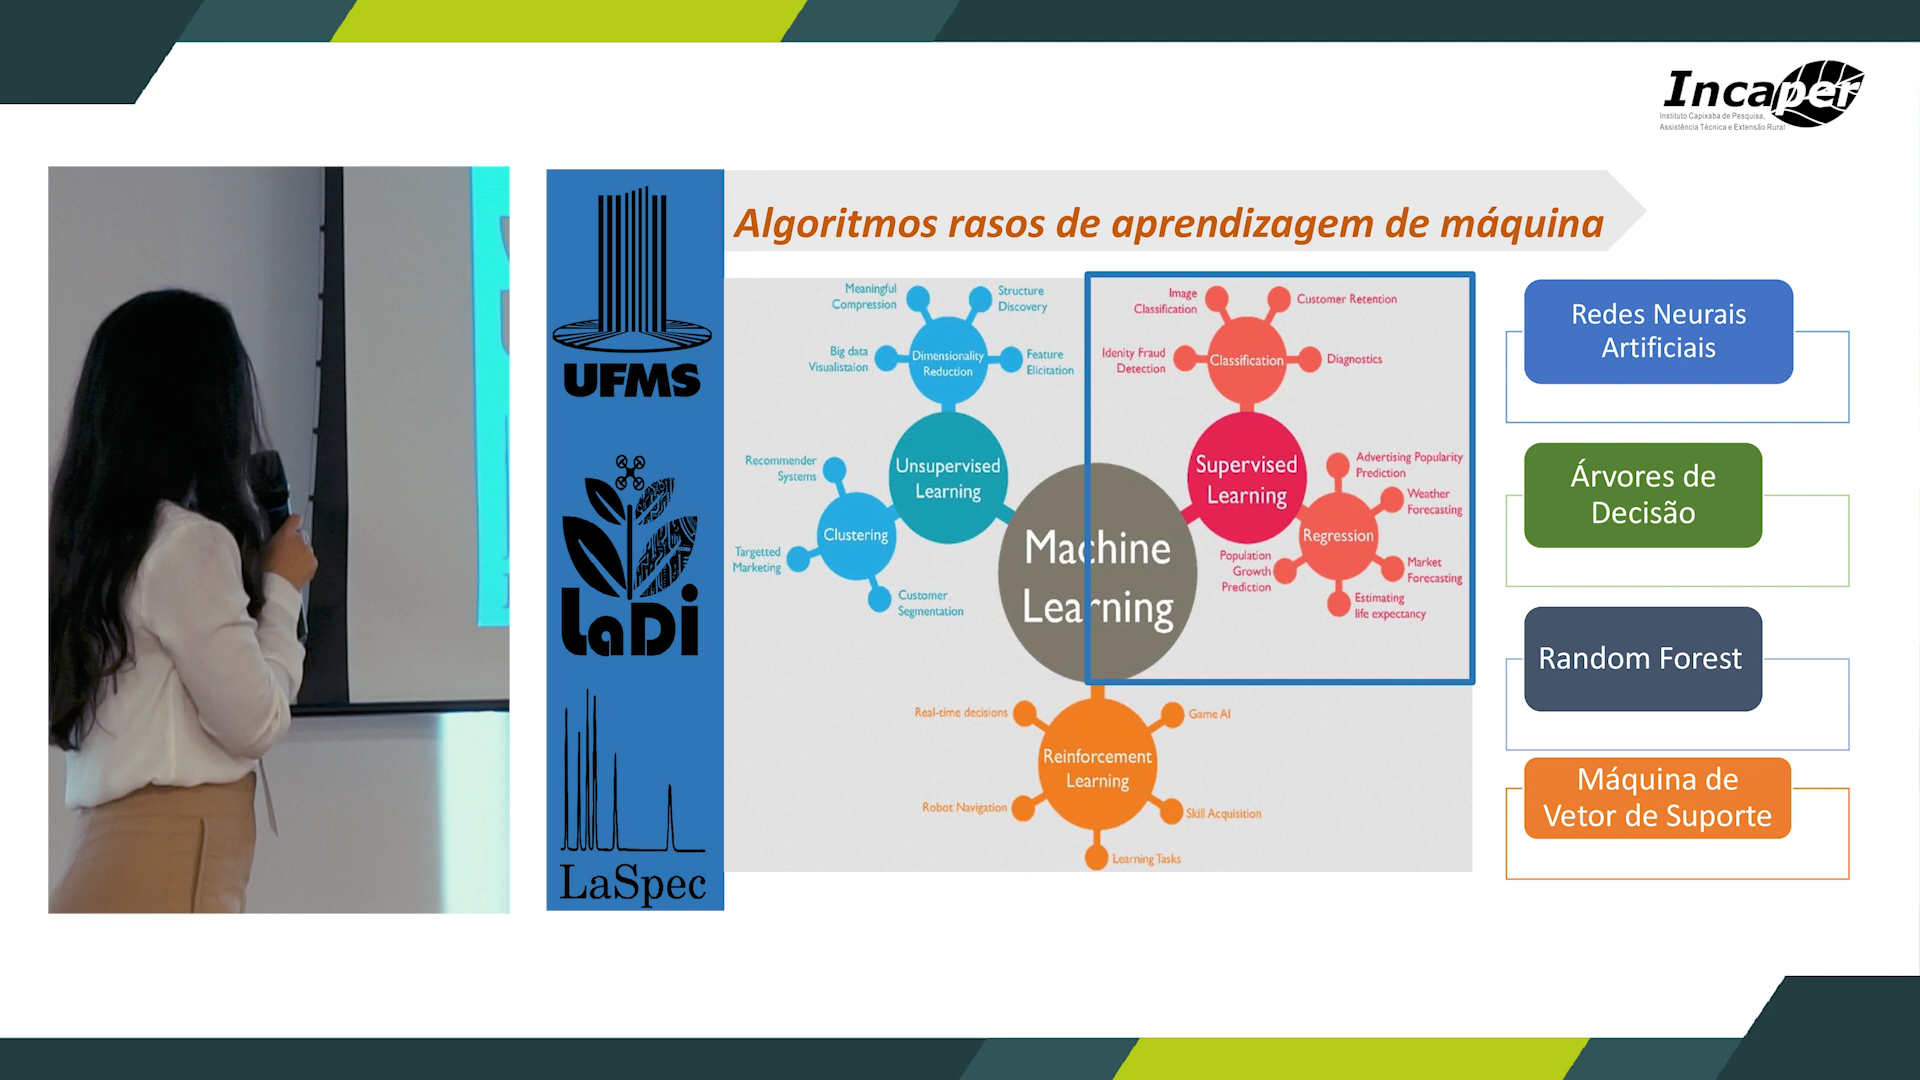 Incaper
Instituto Capixaba de Pesquisa,
Assistência Técnica e Extensão Rural
Algoritmos rasos de aprendizagem de máquina
UFMS
LaDi
LaSpec
Meaningful
Compression
Structure
Discovery
Big data
Visualistaion
Dimensionality
Reduction
Feature
Elicitation
Unsupervised
Learning
Recommender
Systems
Clustering
Targetted
Marketing
Customer
Segmentation
Machine
Learning
Image
Classification
Customer Retention
Idenity Fraud
Detection
Classification
Diagnostics
Supervised
Learning
Advertising Popularity
Prediction
Weather
Forecasting
Regression
Population
Growth
Prediction
Market
Forecasting
Estimating
life expectancy
Real-time decisions
Game AI
Reinforcement
Learning
Robot Navigation
Skill Acquisition
Learning Tasks
Redes Neurais
Artificiais
Árvores de
Decisão
Random Forest
Máquina de
Vetor de Suporte